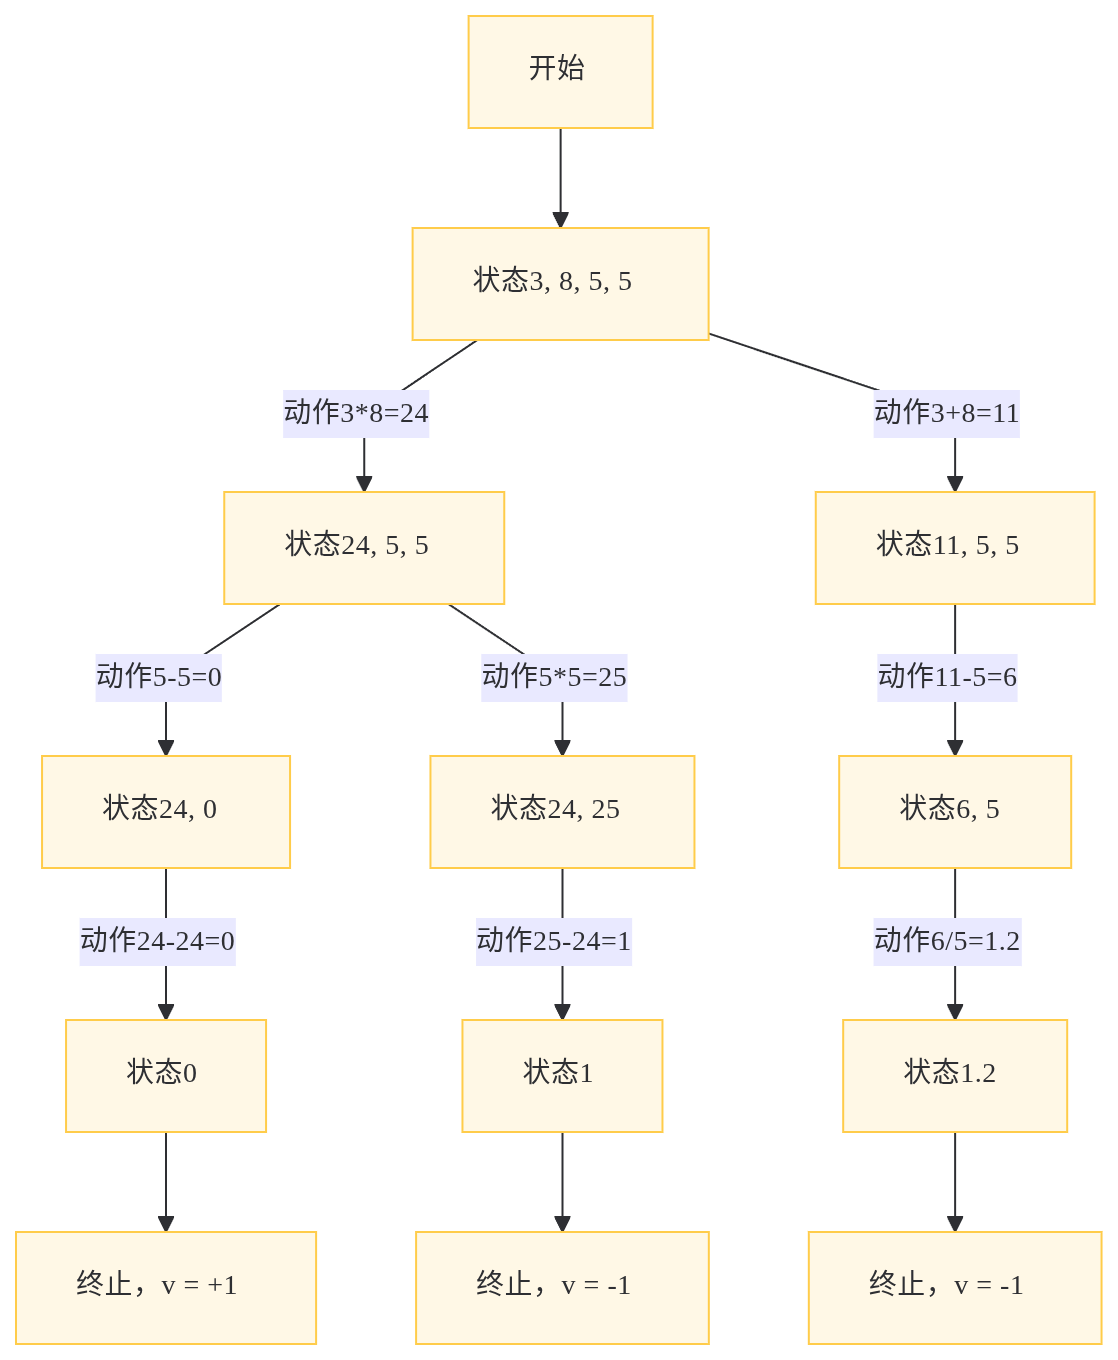 开始
状态3, 8, 5, 5
动作3*8=24
动作3+8=11
状态24, 5, 5
状态11, 5, 5
动作5-5=0
动作5*5=25
动作11-5=6
状态24, 0
状态24, 25
状态6, 5
动作24-24=0
动作25-24=1
动作6/5=1.2
状态0
状态1
状态1.2
终止，v = +1
终止，v = -1
终止，v = -1